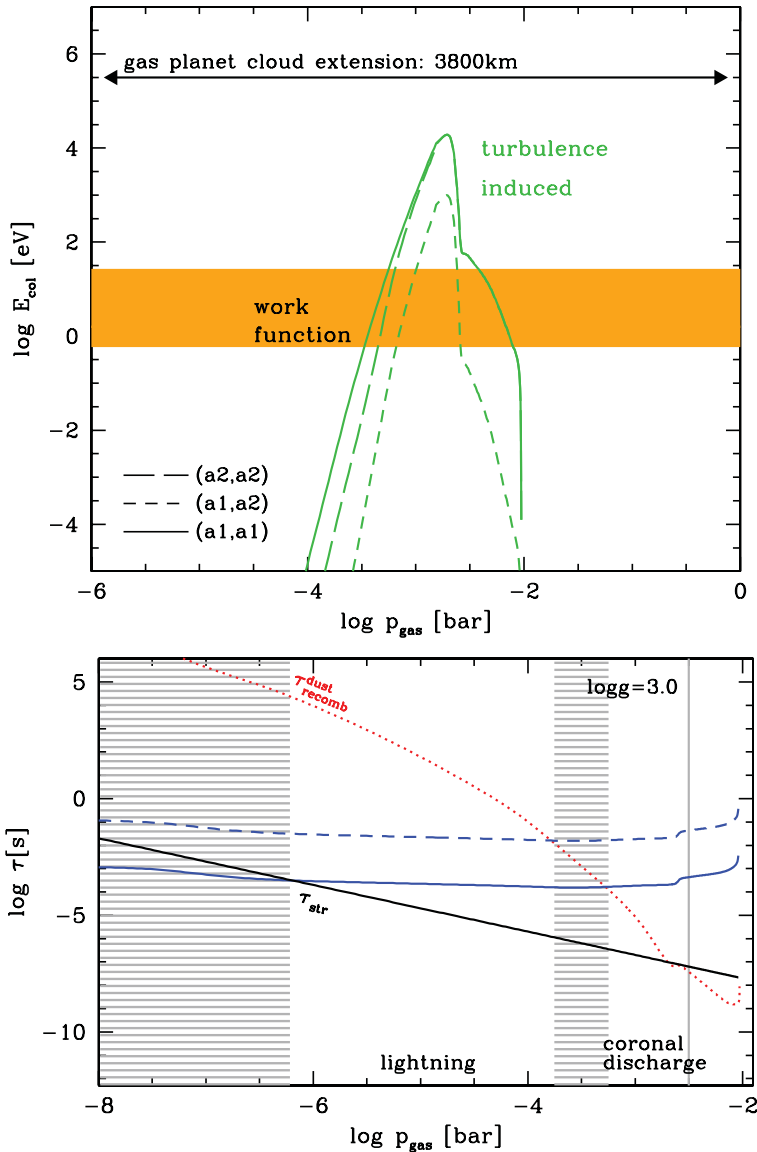 6
gas planet cloud extension: 3800km
4
turbulence
induced
2
work
function
0
−2
(a2,a2)
(a1,a2)
(a1,a1)
−4
−6 −4 −2 0
log p_gas [bar]
log E_col [eV]
5
τ^dust_recomb
logg=3.0
0
−5
τ_str
−10
lightning
coronal
discharge
−8 −6 −4 −2
log p_gas [bar]
log τ[s]